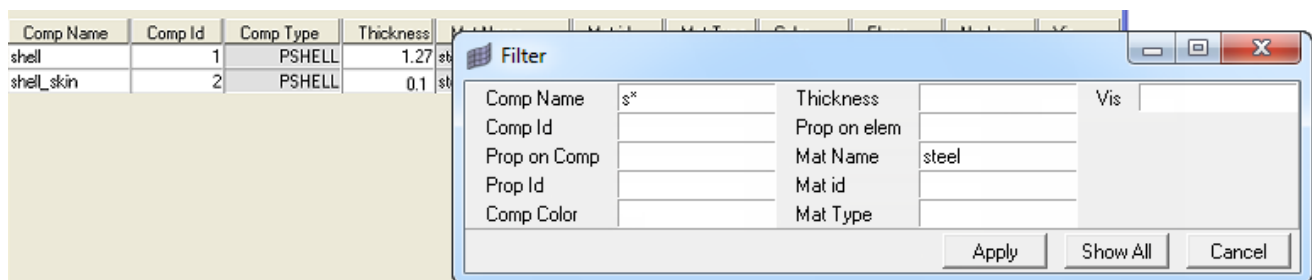 Comp Name Comp Id Comp Type Thickness
shell 1 PSHELL 1.27
shell_skin 2 PSHELL 0.1
Filter
Comp Name s* Thickness Vis
Comp Id Prop on elem
Prop on Comp Mat Name steel
Prop Id Mat id
Comp Color Mat Type
Apply Show All Cancel